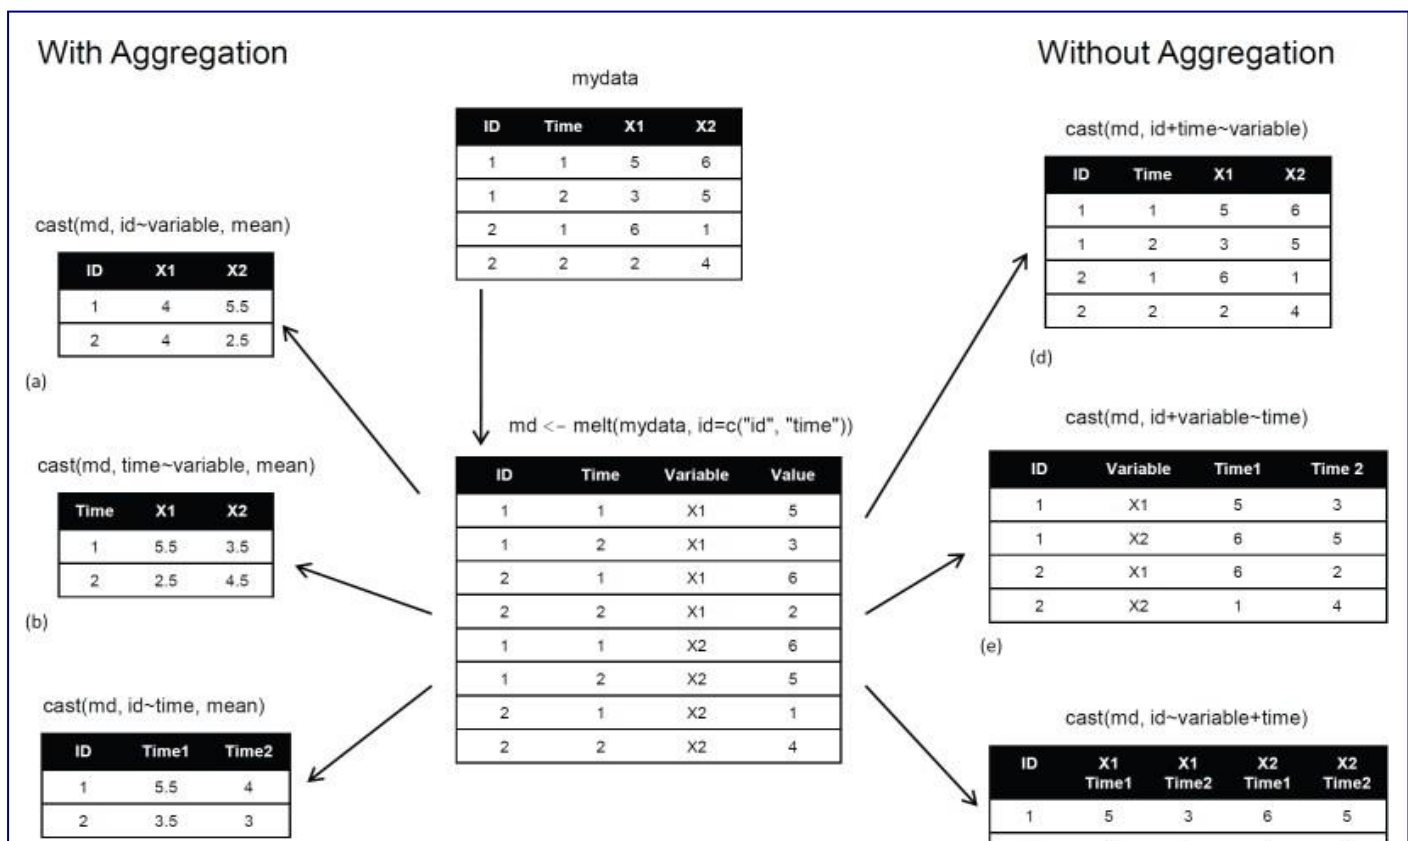 With Aggregation
Without Aggregation
mydata
ID Time X1 X2
1 1 5 6
1 2 3 5
2 1 6 1
2 2 2 4
cast(md, id~variable, mean)
ID X1 X2
1 4 5.5
2 4 2.5
(a)
cast(md, time~variable, mean)
Time X1 X2
1 5.5 3.5
2 2.5 4.5
(b)
cast(md, id~time, mean)
ID Time1 Time2
1 5.5 4
2 3.5 3
md <- melt(mydata, id=c("id", "time"))
ID Time Variable Value
1 1 X1 5
1 2 X1 3
2 1 X1 6
2 2 X1 2
1 1 X2 6
1 2 X2 5
2 1 X2 1
2 2 X2 4
cast(md, id+time~variable)
ID Time X1 X2
1 1 5 6
1 2 3 5
2 1 6 1
2 2 2 4
(d)
cast(md, id+variable~time)
ID Variable Time1 Time 2
1 X1 5 3
1 X2 6 5
2 X1 6 2
2 X2 1 4
(e)
cast(md, id~variable+time)
ID X1 X1 X2 X2
Time1 Time2 Time1 Time2
1 5 3 6 5